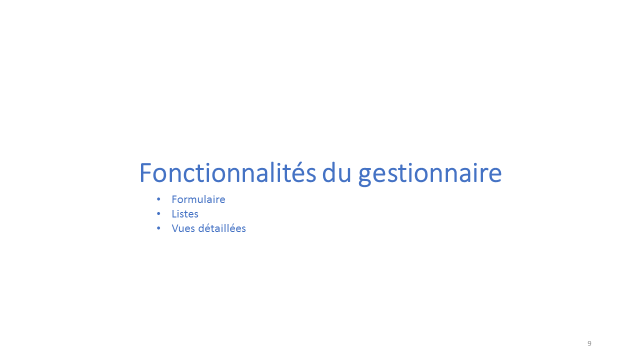 Fonctionnalités du gestionnaire
• Formulaire
• Listes
• Vues détaillées
9